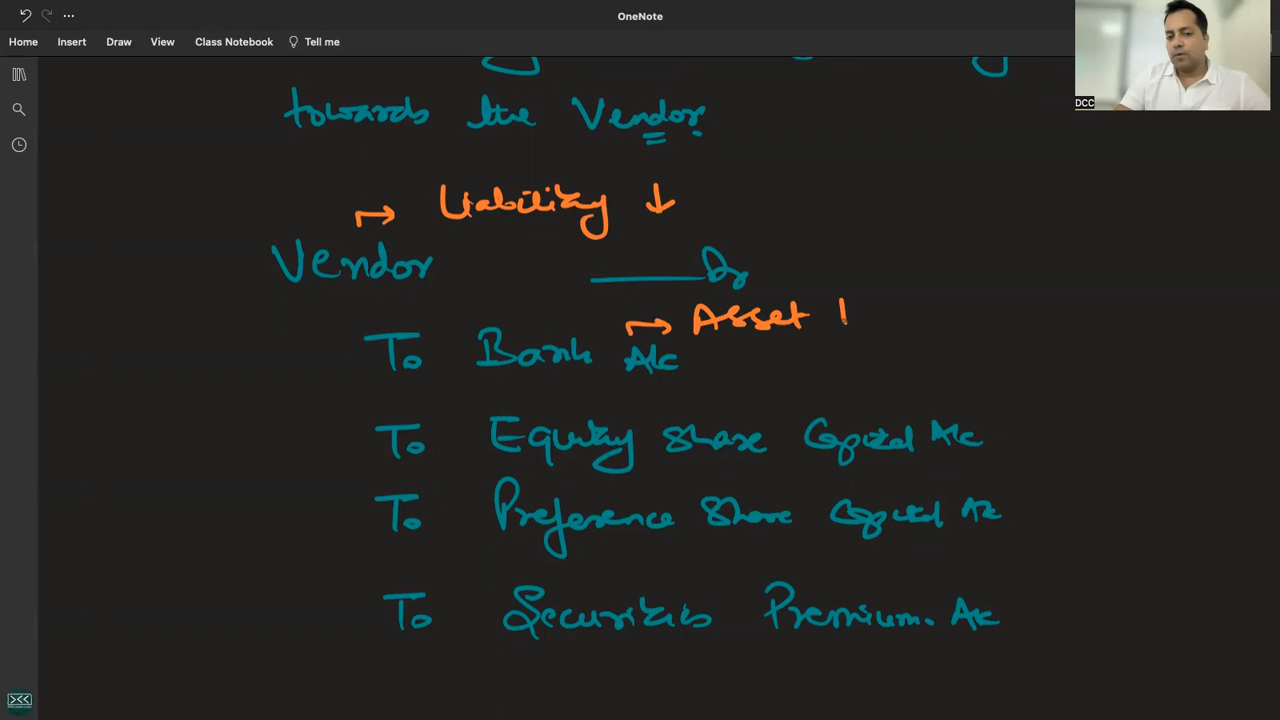 OneNote
Home Insert Draw View Class Notebook Tell me
DCC
towards the Vendor.
↦ Liability ↓
Vendor ——Dr
↦ Asset
To Bank A/c
To Equity Share Capital A/c
To Preference Share Capital A/c
To Securities Premium. A/c
DCC